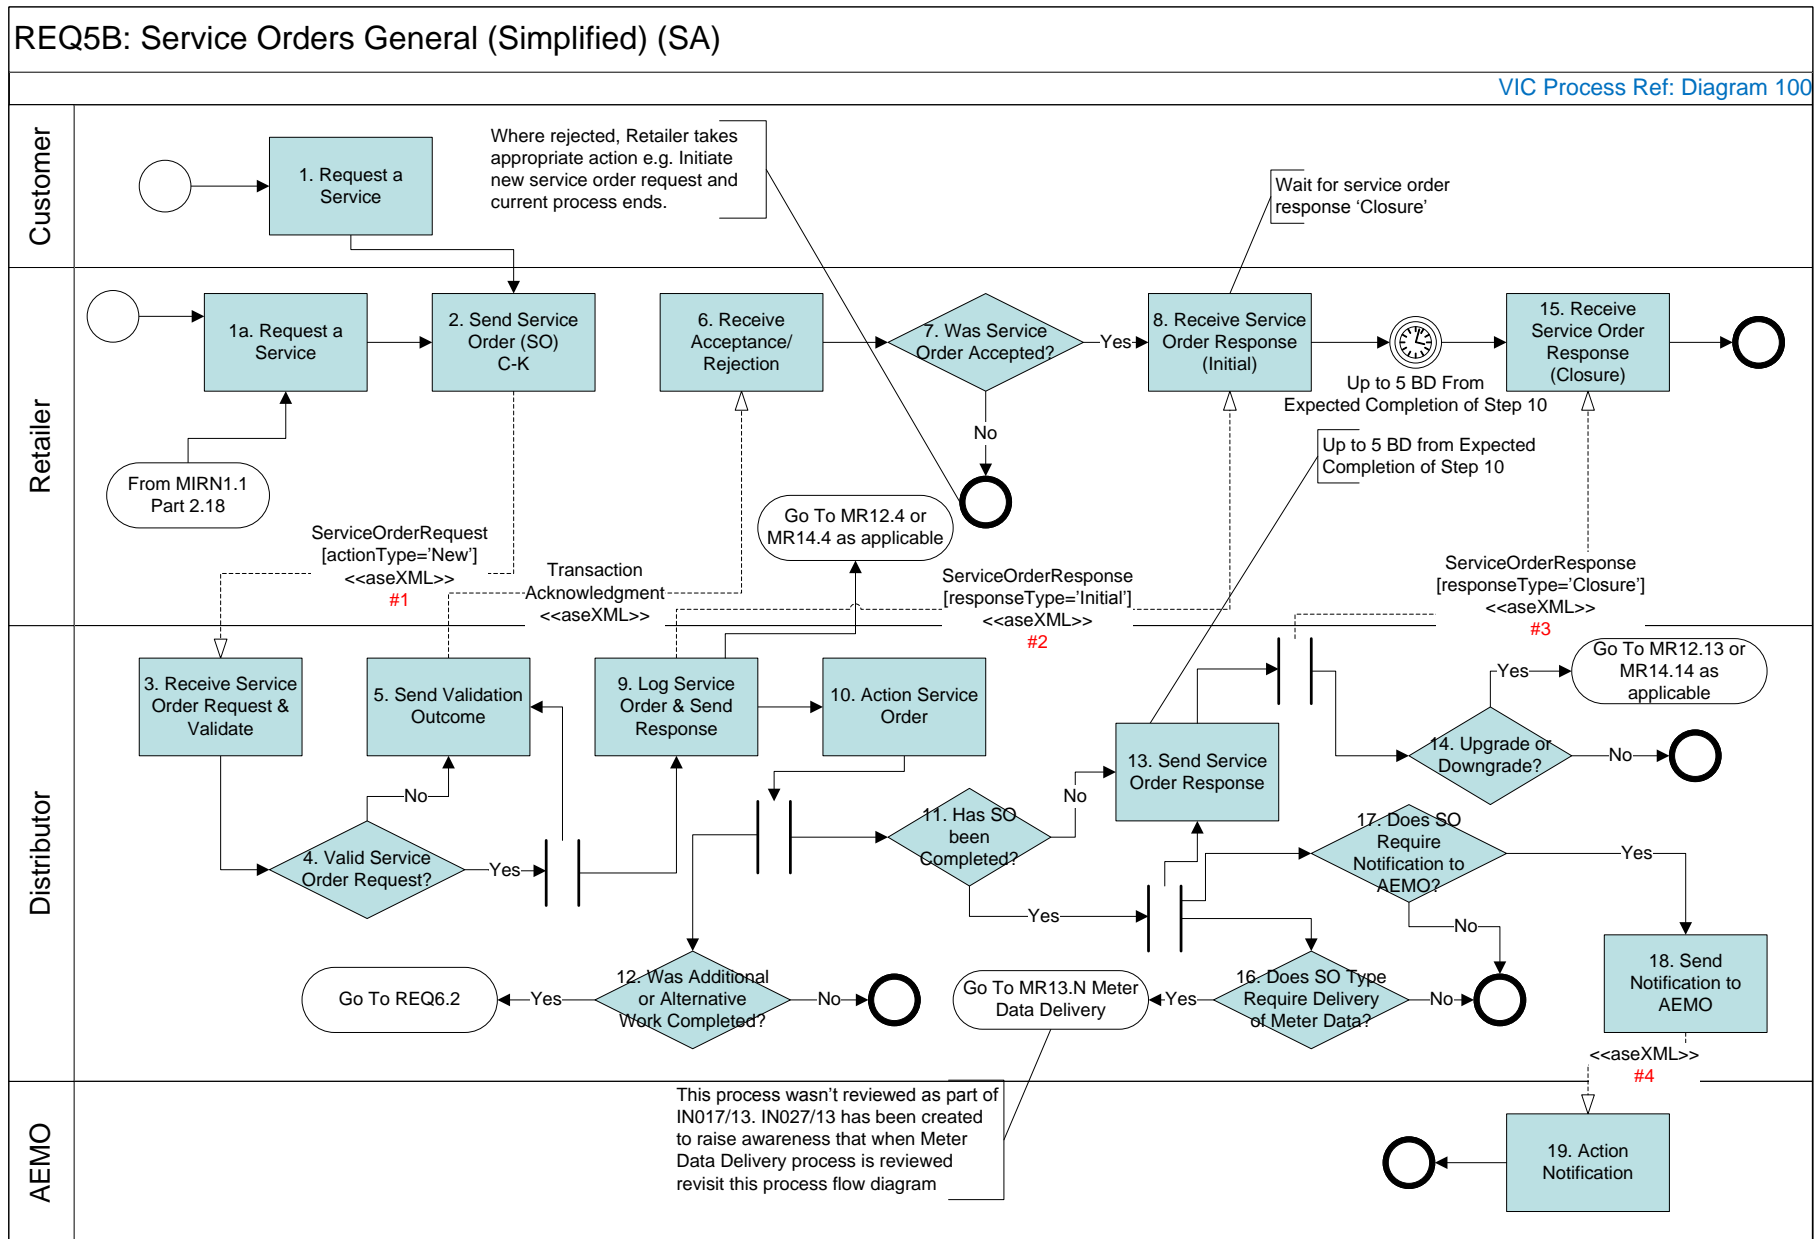 REQ5B: Service Orders General (Simplified) (SA)
VIC Process Ref: Diagram 100
Customer
1. Request a
Service
Where rejected, Retailer takes
appropriate action e.g. Initiate
new service order request and
current process ends.
Wait for service order
response ‘Closure’
Retailer
1a. Request a
Service
2. Send Service
Order (SO)
C-K
6. Receive
Acceptance/
Rejection
7. Was Service
Order Accepted?
Yes
No
8. Receive Service
Order Response
(Initial)
Up to 5 BD From
Expected Completion of Step 10
15. Receive
Service Order
Response
(Closure)
Up to 5 BD from Expected
Completion of Step 10
From MIRN1.1
Part 2.18
Go To MR12.4 or
MR14.4 as applicable
ServiceOrderRequest
[actionType=’New’]
<<aseXML>>
#1
Transaction
Acknowledgment
<<aseXML>>
ServiceOrderResponse
[responseType=’Initial’]
<<aseXML>>
#2
ServiceOrderResponse
[responseType=’Closure’]
<<aseXML>>
#3
Distributor
3. Receive Service
Order Request &
Validate
5. Send Validation
Outcome
9. Log Service
Order & Send
Response
10. Action Service
Order
13. Send Service
Order Response
Go To MR12.13 or
MR14.14 as
applicable
Yes
14. Upgrade or
Downgrade?
No
No
4. Valid Service
Order Request?
Yes
11. Has SO
been
Completed?
No
Yes
17. Does SO
Require
Notification to
AEMO?
Yes
No
Go To REQ6.2
Yes
12. Was Additional
or Alternative
Work Completed?
No
Go To MR13.N Meter
Data Delivery
Yes
16. Does SO Type
Require Delivery
of Meter Data?
No
18. Send
Notification to
AEMO
<<aseXML>>
#4
AEMO
This process wasn’t reviewed as part of
IN017/13. IN027/13 has been created
to raise awareness that when Meter
Data Delivery process is reviewed
revisit this process flow diagram
19. Action
Notification